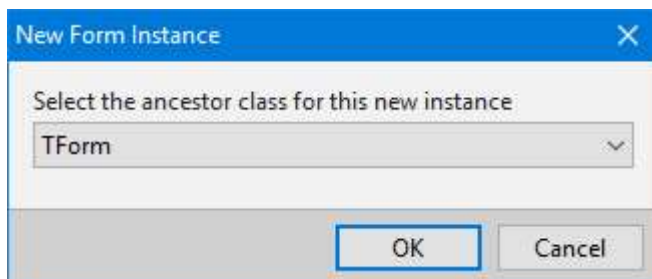 New Form Instance
Select the ancestor class for this new instance
TForm
OK Cancel